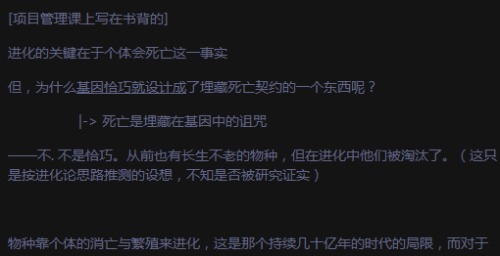 [项目管理课上写在书背的]
进化的关键在于个体会死亡这一事实
但，为什么基因恰巧就设计成了埋藏死亡契约的一个东西呢？
|-> 死亡是埋藏在基因中的诅咒
——不. 不是恰巧。从前也有长生不老的物种，但在进化中他们被淘汰了。（这只
是按进化论思路推测的设想，不知是否被研究证实）
物种靠个体的消亡与繁殖来进化，这是那个持续几十亿年的时代的局限，而对于